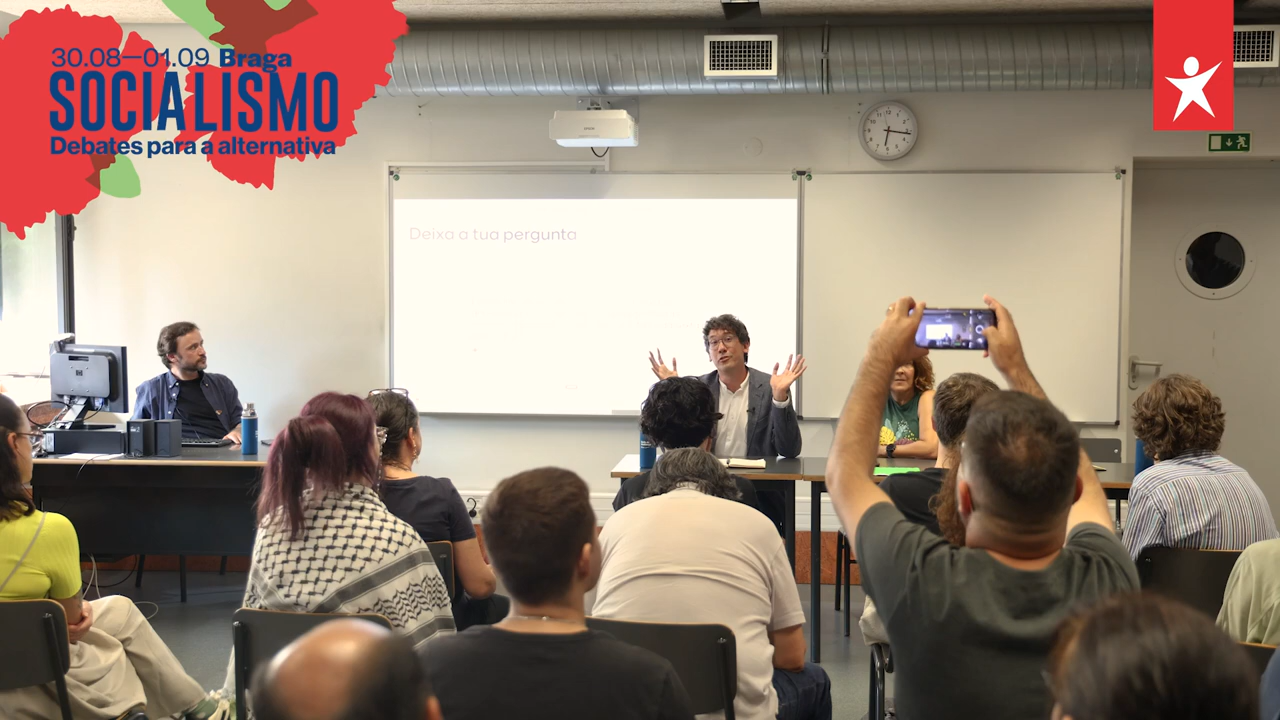 30.08—01.09 Braga
SOCIALISMO
Debates para a alternativa
Deixa a tua pergunta